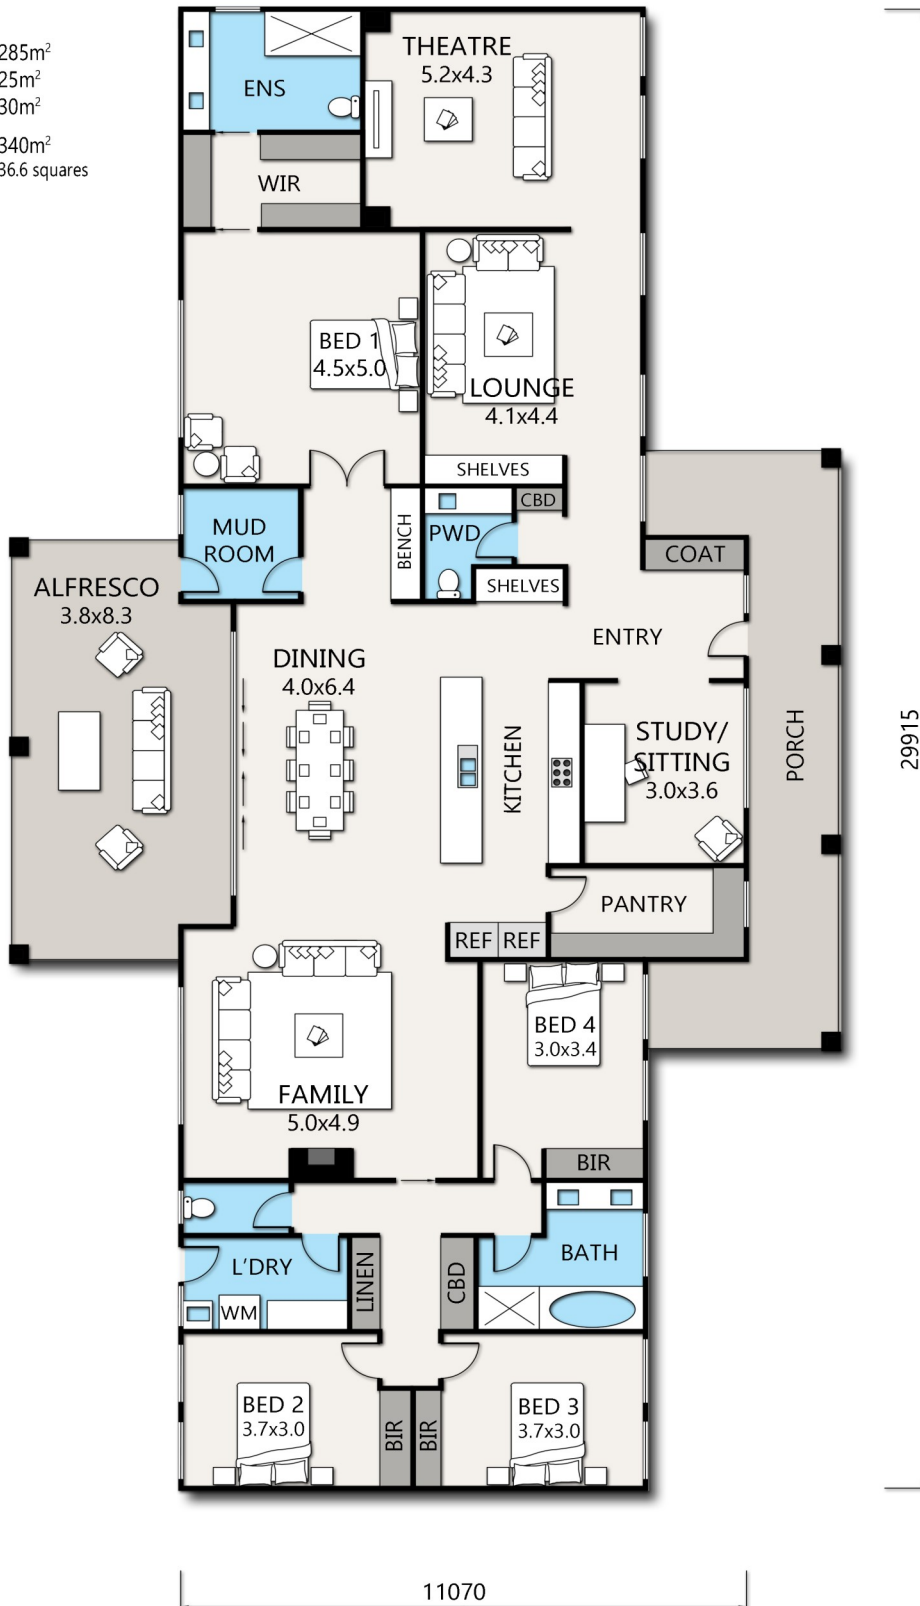 285m²
25m²
30m²
340m²
36.6 squares
ENS
THEATRE
5.2x4.3
WIR
BED 1
4.5x5.0
LOUNGE
4.1x4.4
SHELVES
CBD
MUD
ROOM
BENCH
PWD
SHELVES
COAT
ALFRESCO
3.8x8.3
ENTRY
DINING
4.0x6.4
KITCHEN
STUDY/
SITTING
3.0x3.6
PORCH
29915
PANTRY
REF
REF
BED 4
3.0x3.4
FAMILY
5.0x4.9
BIR
L'DRY
WM
LINEN
CBD
BATH
BED 2
3.7x3.0
BIR
BIR
BED 3
3.7x3.0
11070